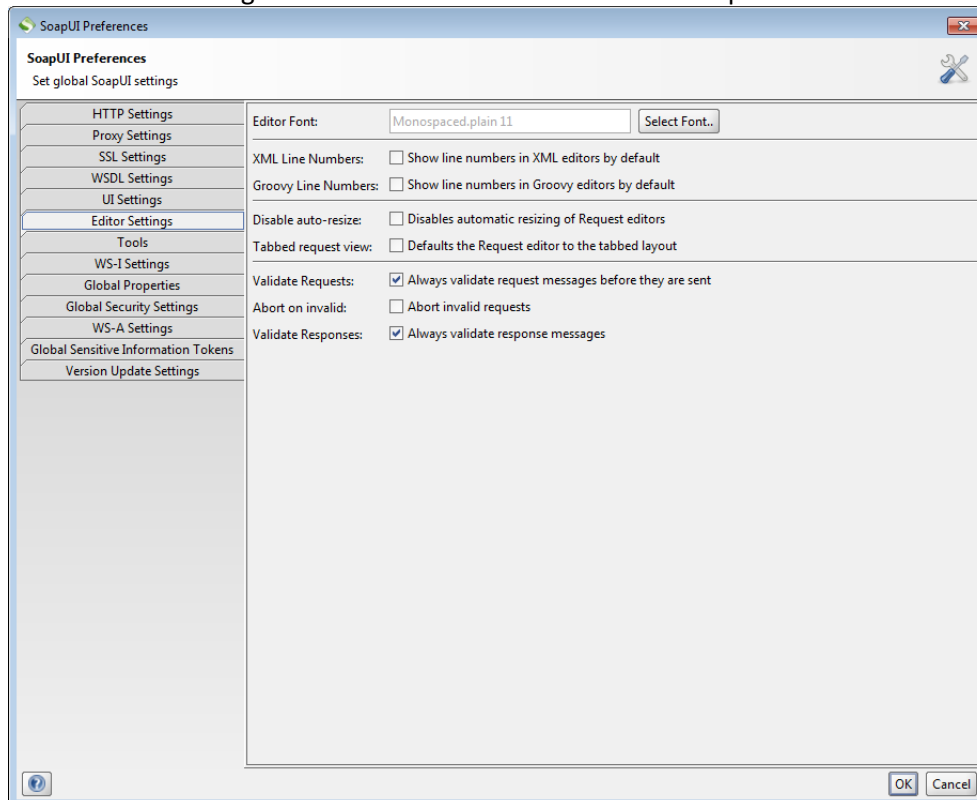 SoapUI Preferences
SoapUI Preferences
Set global SoapUI settings
HTTP Settings
Proxy Settings
SSL Settings
WSDL Settings
UI Settings
Editor Settings
Tools
WS-I Settings
Global Properties
Global Security Settings
WS-A Settings
Global Sensitive Information Tokens
Version Update Settings
Editor Font: Monospaced.plain 11 Select Font..
XML Line Numbers: Show line numbers in XML editors by default
Groovy Line Numbers: Show line numbers in Groovy editors by default
Disable auto-resize: Disables automatic resizing of Request editors
Tabbed request view: Defaults the Request editor to the tabbed layout
Validate Requests: Always validate request messages before they are sent
Abort on invalid: Abort invalid requests
Validate Responses: Always validate response messages
OK Cancel